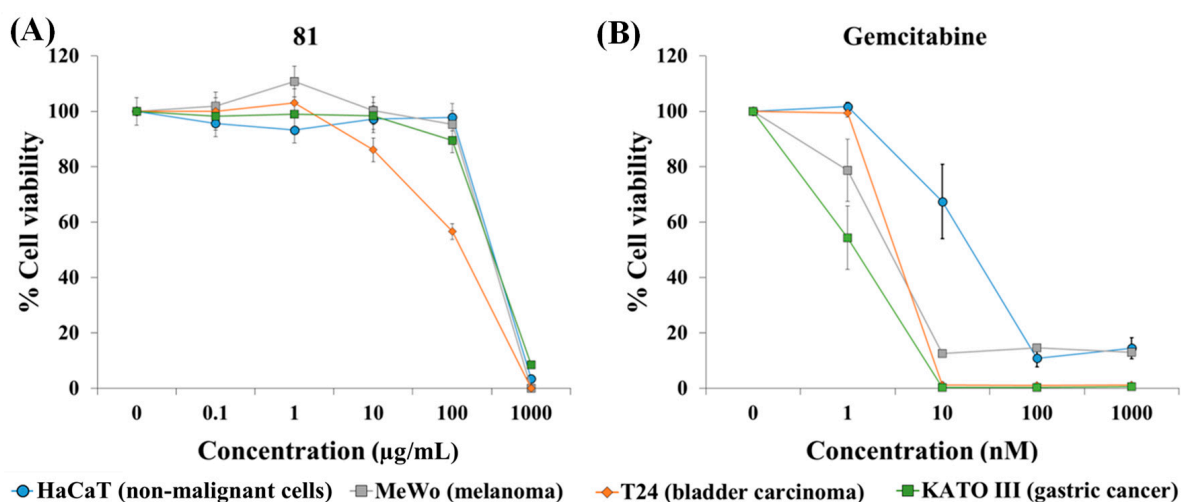 (A)
81
120
100
80
60
40
20
0
% Cell viability
0 0.1 1 10 100 1000
Concentration (µg/mL)
(B)
Gemcitabine
120
100
80
60
40
20
0
% Cell viability
0 1 10 100 1000
Concentration (nM)
HaCaT (non-malignant cells) MeWo (melanoma) T24 (bladder carcinoma) KATO III (gastric cancer)